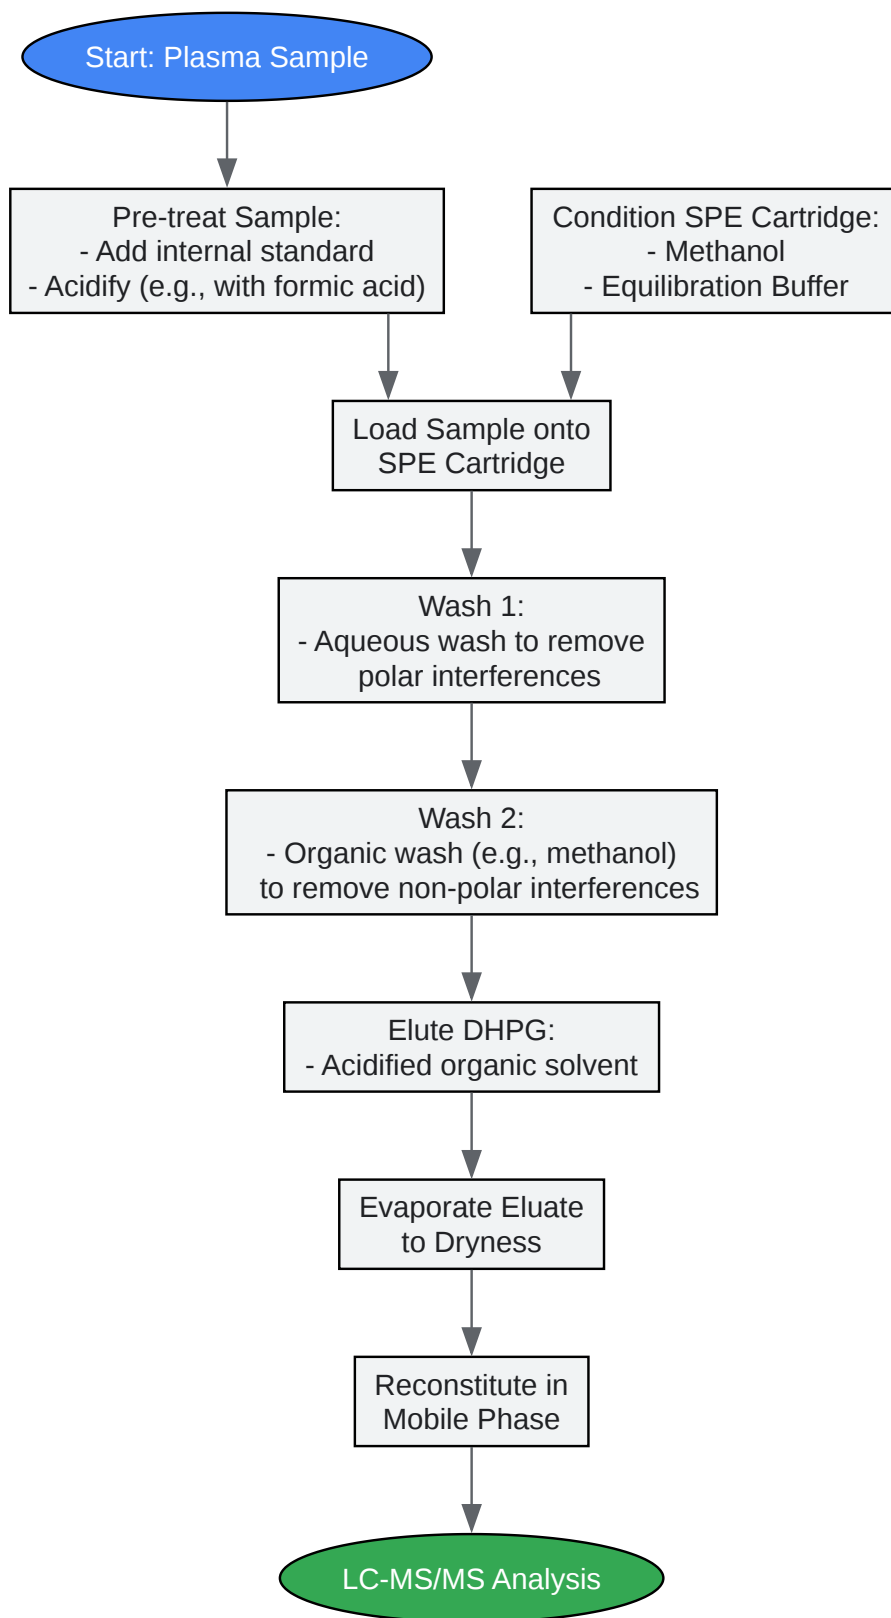 Start: Plasma Sample
Pre-treat Sample:
- Add internal standard
- Acidify (e.g., with formic acid)
Condition SPE Cartridge:
- Methanol
- Equilibration Buffer
Load Sample onto
SPE Cartridge
Wash 1:
- Aqueous wash to remove
polar interferences
Wash 2:
- Organic wash (e.g., methanol)
to remove non-polar interferences
Elute DHPG:
- Acidified organic solvent
Evaporate Eluate
to Dryness
Reconstitute in
Mobile Phase
LC-MS/MS Analysis